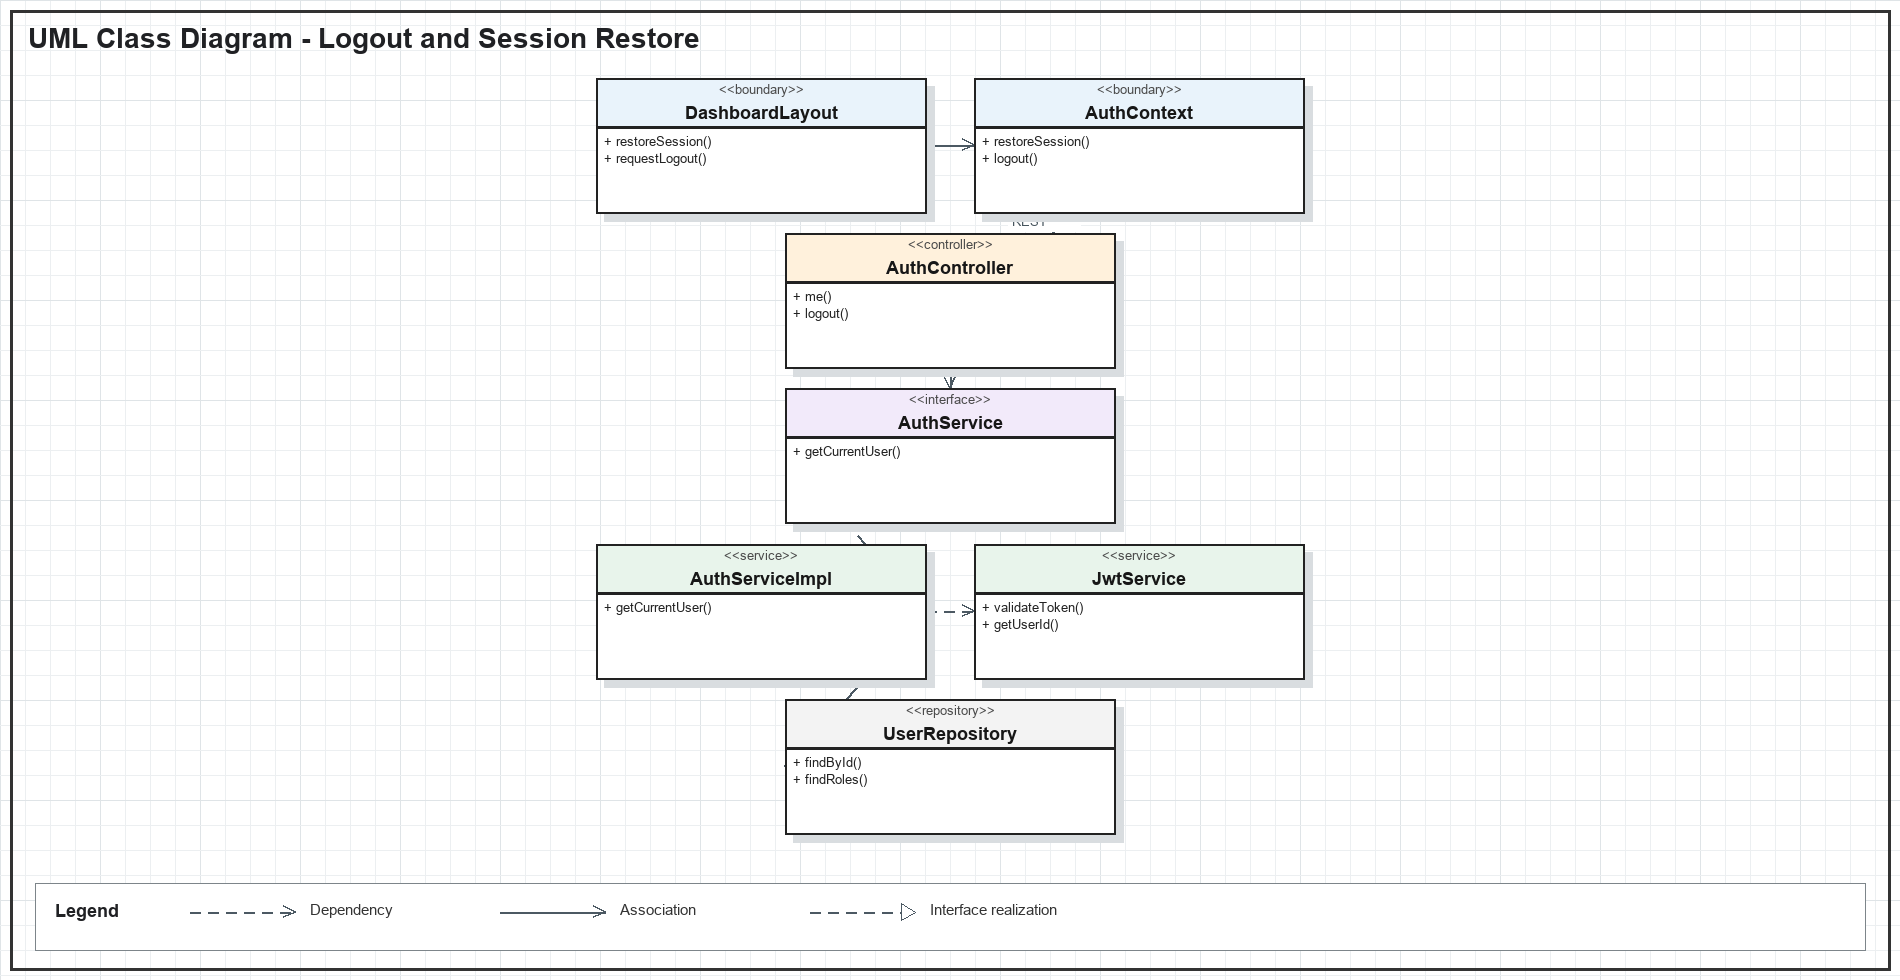 UML Class Diagram - Logout and Session Restore
<<boundary>>
DashboardLayout
+ restoreSession()
+ requestLogout()
<<boundary>>
AuthContext
+ restoreSession()
+ logout()
REST
<<controller>>
AuthController
+ me()
+ logout()
<<interface>>
AuthService
+ getCurrentUser()
<<service>>
AuthServiceImpl
+ getCurrentUser()
<<service>>
JwtService
+ validateToken()
+ getUserId()
<<repository>>
UserRepository
+ findById()
+ findRoles()
Legend
Dependency
Association
Interface realization